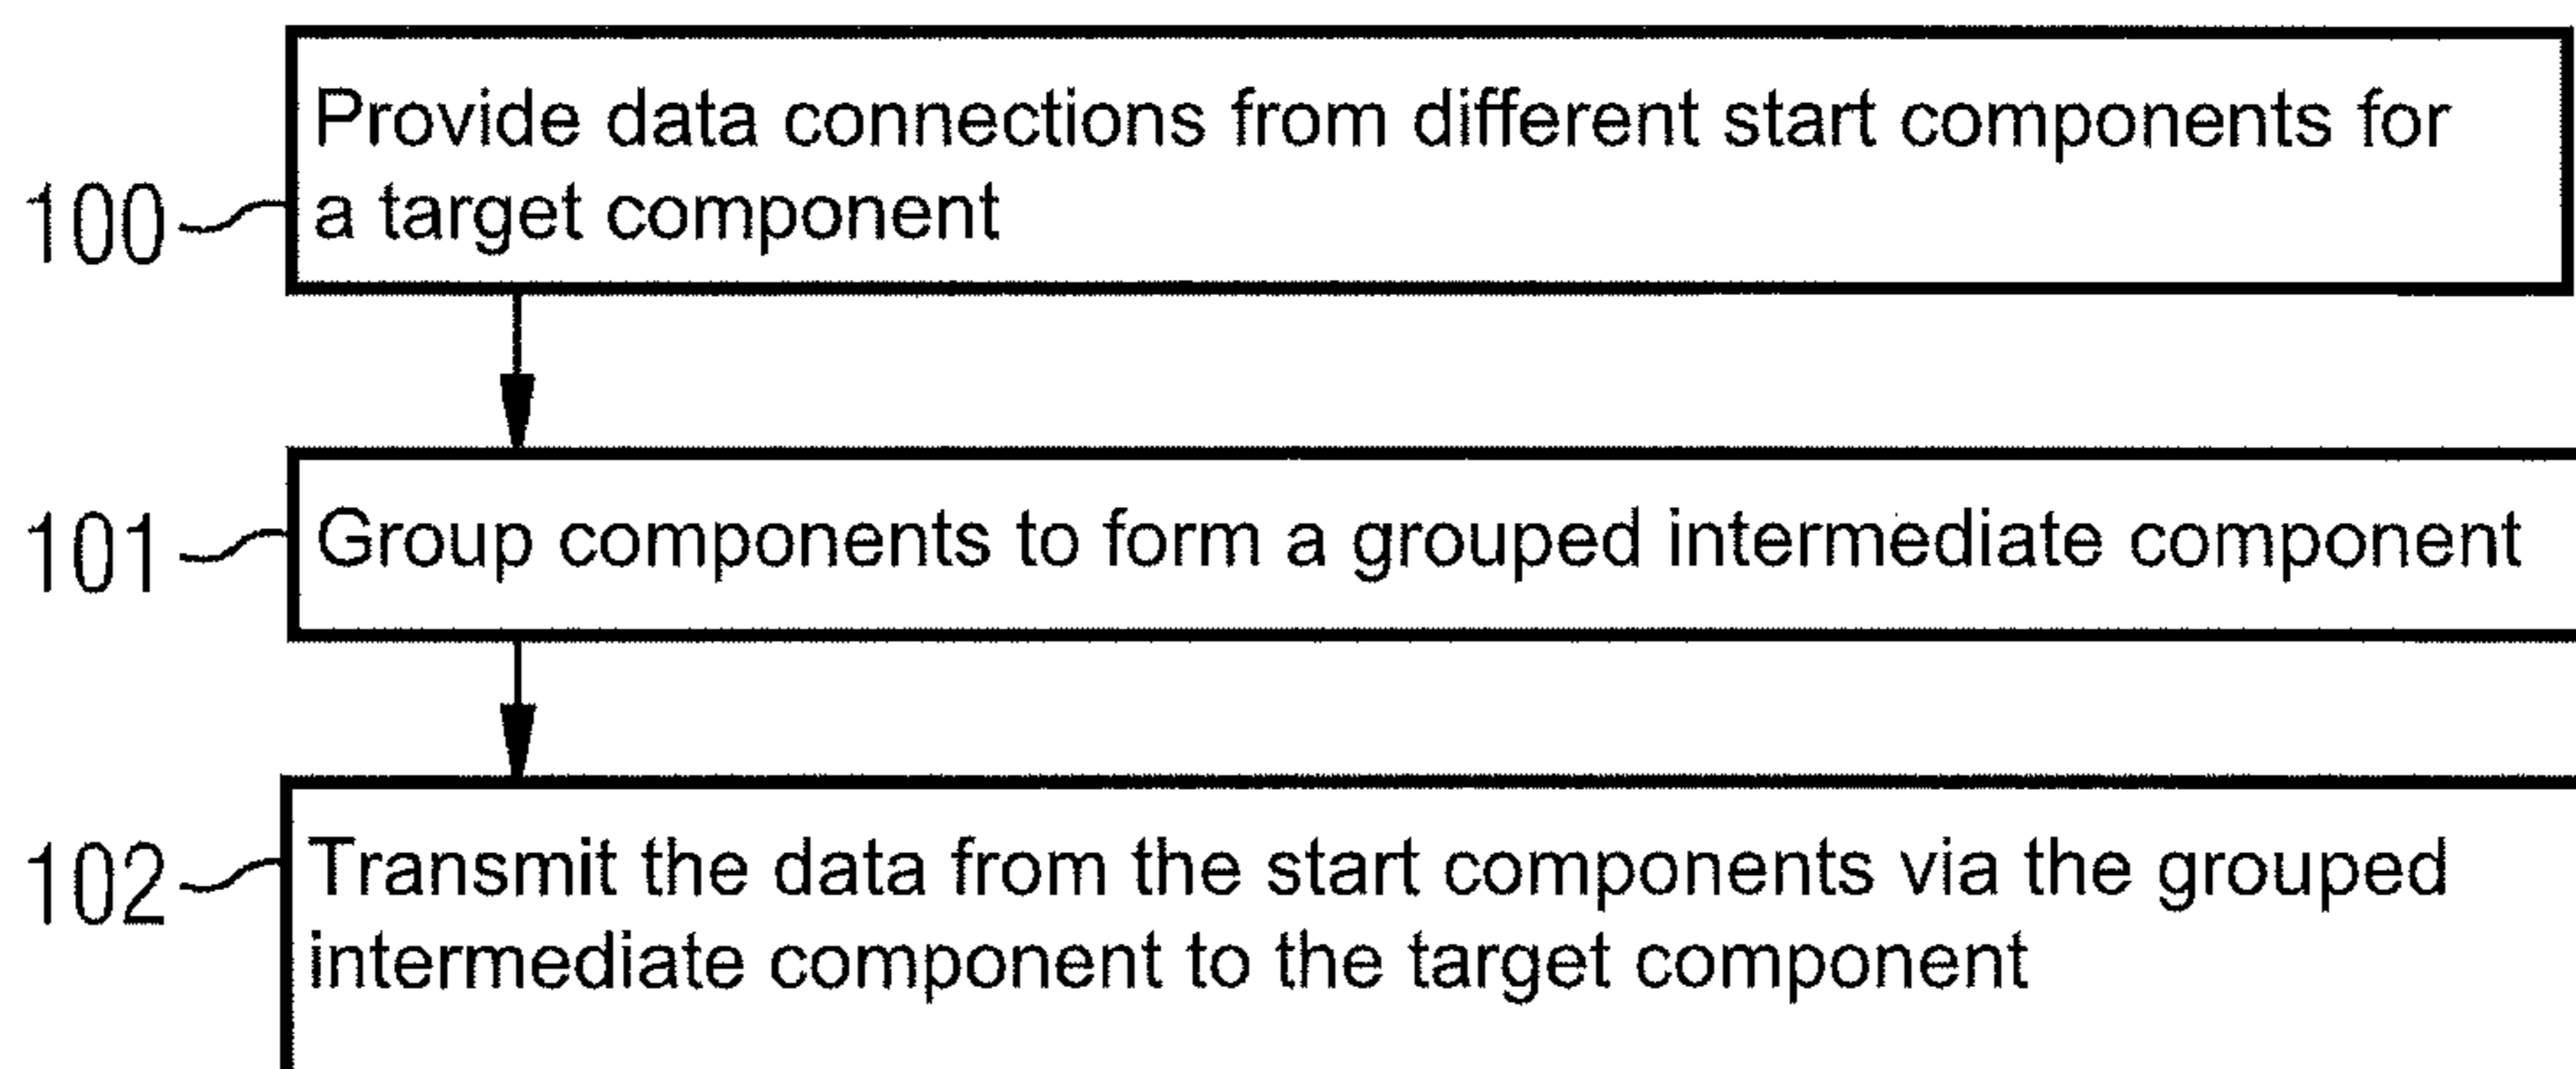 Provide data connections from different start components for
100 a target component
101 Group components to form a grouped intermediate component
102 Transmit the data from the start components via the grouped
intermediate component to the target component